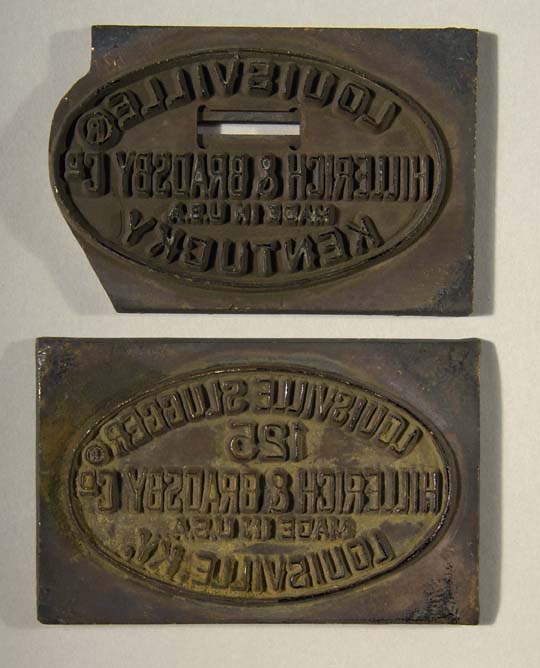 LOUISVILLE ®
HILLERICH & BRADSBY Cº
MADE IN U.S.A
KENTUCKY
LOUISVILLE SLUGGER ®
125
HILLERICH & BRADSBY Cº
MADE IN U.S.A
LOUISVILLE KY.